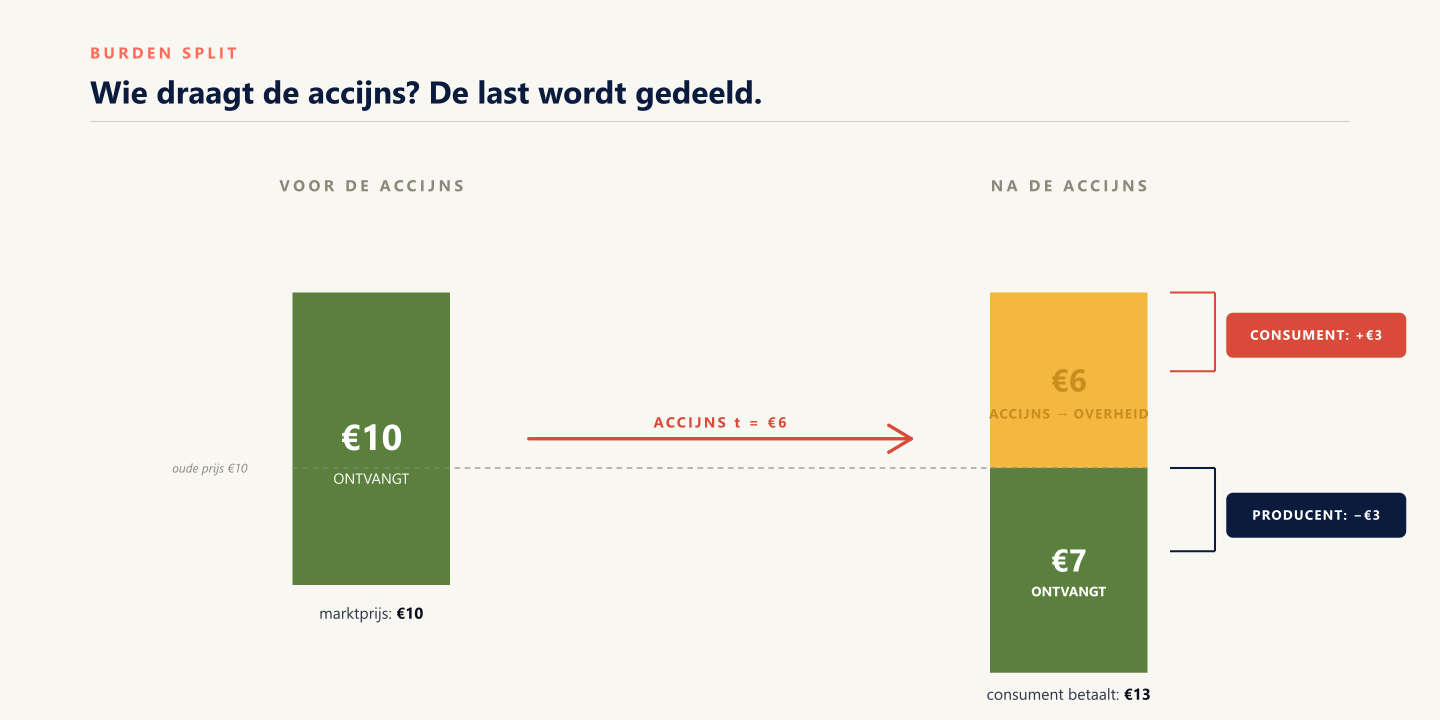 BURDEN SPLIT
Wie draagt de accijns? De last wordt gedeeld.
VOOR DE ACCIJNS
NA DE ACCIJNS
€10
ONTVANGT
oude prijs €10
marktprijs: €10
ACCIJNS t = €6
€6
ACCIJNS → OVERHEID
€7
ONTVANGT
consument betaalt: €13
CONSUMENT: +€3
PRODUCENT: −€3